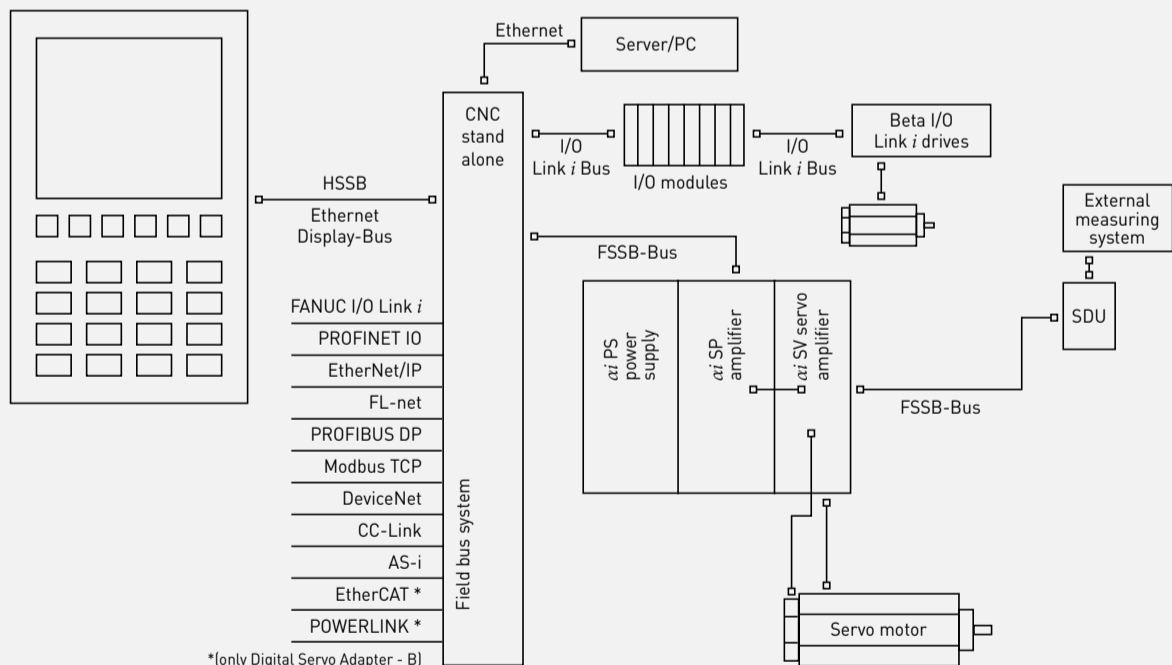 Ethernet
Server/PC
CNC
stand
alone
I/O
Link i Bus
I/O modules
I/O
Link i Bus
Beta I/O
Link i drives
HSSB
Ethernet
Display-Bus
FSSB-Bus
External
measuring
system
SDU
FANUC I/O Link i
PROFINET IO
EtherNet/IP
FL-net
PROFIBUS DP
Modbus TCP
DeviceNet
CC-Link
AS-i
EtherCAT *
POWERLINK *
*(only Digital Servo Adapter - B)
Field bus system
αi PS
power
supply
αi SP
amplifier
αi SV servo
amplifier
FSSB-Bus
Servo motor